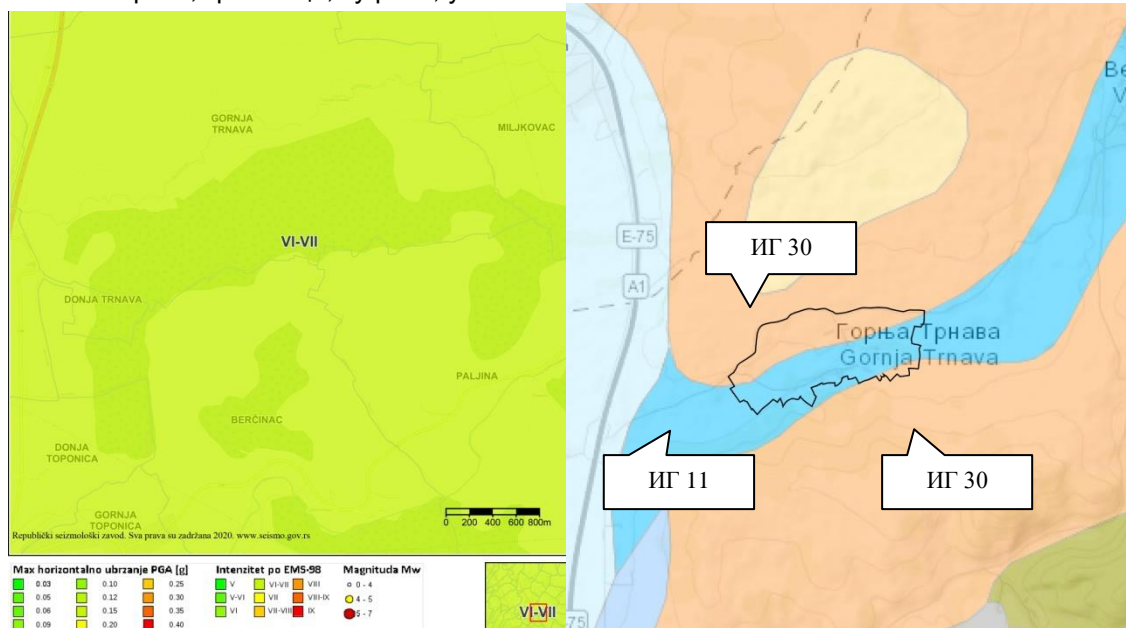 GORNJA
TRNAVA
MILJKOVAC
VI-VII
DONJA TRNAVA
PALJINA
BERČINAC
DONJA
TOPONICA
GORNJA
TOPONICA
0 200 400 600 800m
Republički seizmološki zavod. Sva prava su zadržana 2020. www.seismo.gov.rs
Max horizontalno ubrzanje PGA [g]
0.03 0.10 0.25
0.05 0.12 0.30
0.06 0.15 0.35
0.09 0.20 0.40
Intenzitet po EMS-98
V VI-VII VIII
V-VI VII VIII-IX
VI VII-VIII IX
Magnituda Mw
0 - 4
4 - 5
5 - 7
VI-VII
Ве
V
E-75
A1
ИГ 30
Горња Трнава
Gornja Trnava
ИГ 11
ИГ 30
75